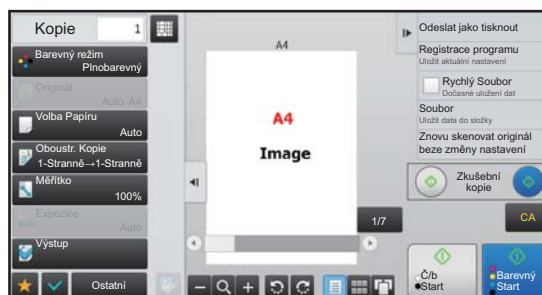 Kopie 1
Barevný režim
Plnobarevný
Originál
Auto A4
Volba Papíru
Auto
Oboustr. Kopie
1-Stranně→1-Stranně
Měřítko
100%
Expozice
Auto
Výstup
Ostatní
A4
A4
Image
1/7
Odeslat jako tisknout
Registrace programu
Uložit aktuální nastavení
Rychlý Soubor
Dočasné uložení dat
Soubor
Uložit data do složky
Znovu skenovat originál
beze změny nastavení
Zkušební
kopie
CA
Č/b
Start
Barevný
Start